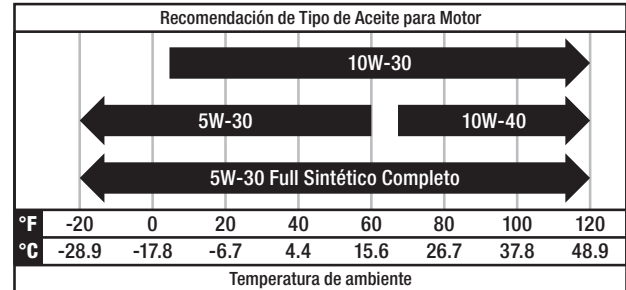 Recomendación de Tipo de Aceite para Motor
10W-30
5W-30 10W-40
5W-30 Full Sintético Completo
°F -20 0 20 40 60 80 100 120
°C -28.9 -17.8 -6.7 4.4 15.6 26.7 37.8 48.9
Temperatura de ambiente